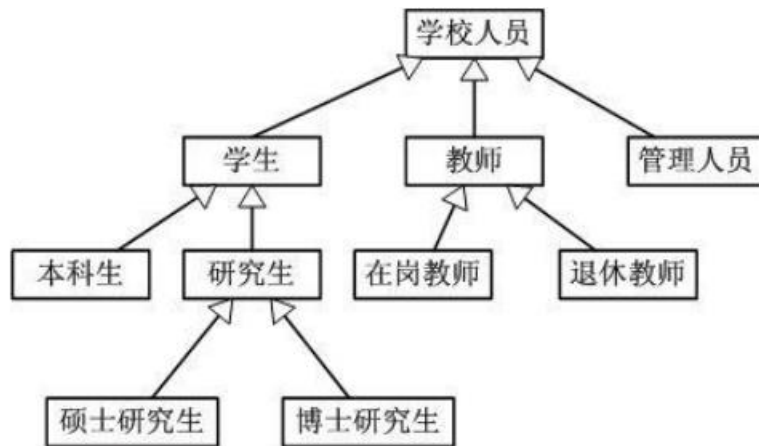 学校人员
学生
教师
管理人员
本科生
研究生
在岗教师
退休教师
硕士研究生
博士研究生